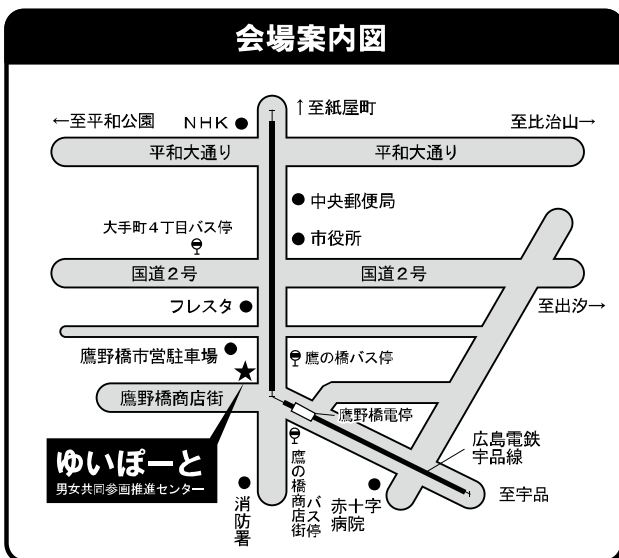 会場案内図
↑至紙屋町
←至平和公園
NHK
至比治山→
平和大通り
平和大通り
中央郵便局
大手町4丁目バス停
市役所
国道2号
国道2号
フレスタ
至出汐→
鷹野橋市営駐車場
鷹の橋バス停
鷹野橋商店街
鷹野橋電停
ゆいぽーと
男女共同参画推進センター
広島電鉄
宇品線
鷹の橋商店街
バス停
消防署
赤十字
病院
至宇品